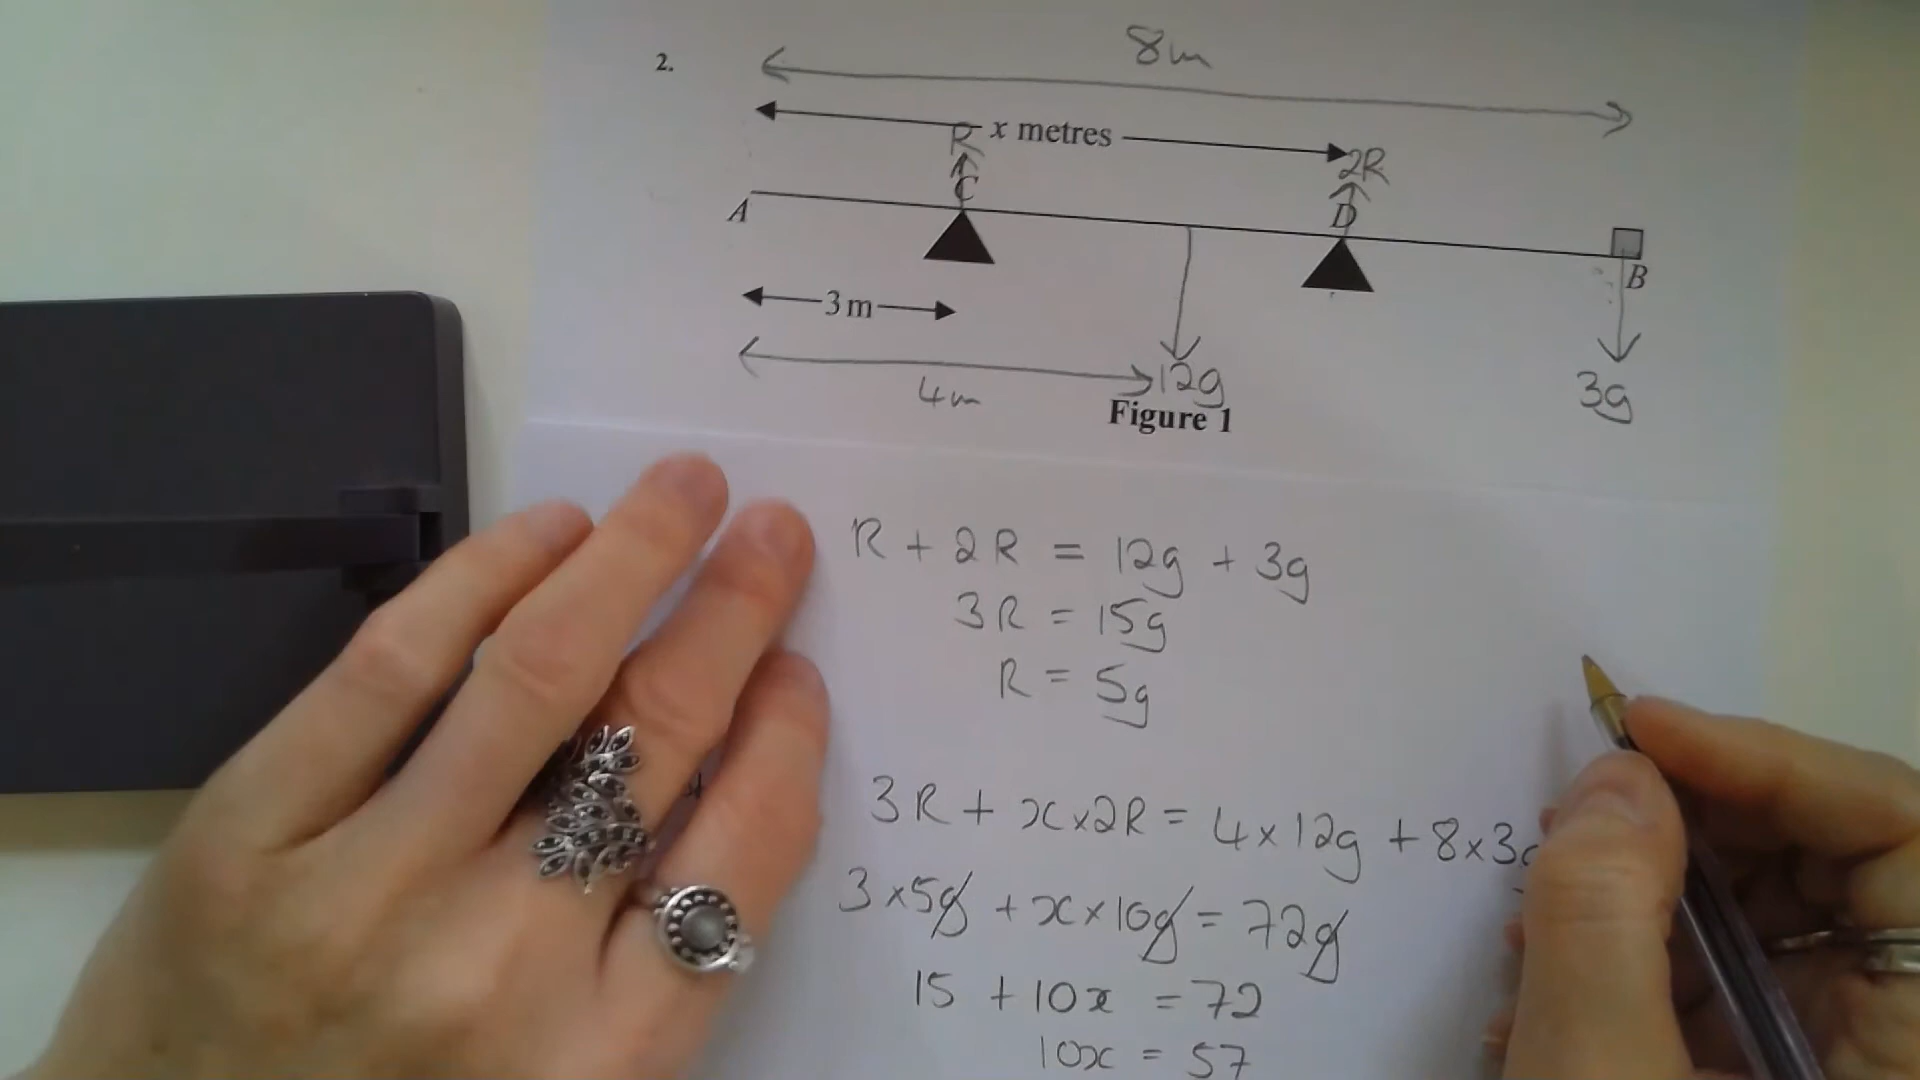 8m
2.
x metres
R
2R
C
D
A
B
3 m
4m
12g
3g
Figure 1
R + 2R = 12g + 3g
3R = 15g
R = 5g
3R + x×2R = 4×12g + 8×3g
3×5g + x×10g = 72g
15 + 10x = 72
10x = 57